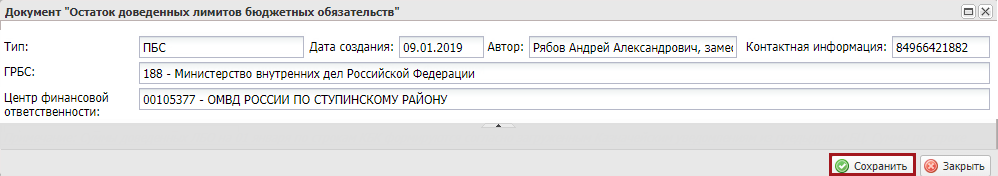 Документ "Остаток доведенных лимитов бюджетных обязательств"
Тип: ПБС Дата создания: 09.01.2019 Автор: Рябов Андрей Александрович, замес Контактная информация: 84966421882
ГРБС: 188 - Министерство внутренних дел Российской Федерации
Центр финансовой ответственности: 00105377 - ОМВД РОССИИ ПО СТУПИНСКОМУ РАЙОНУ
Сохранить Закрыть